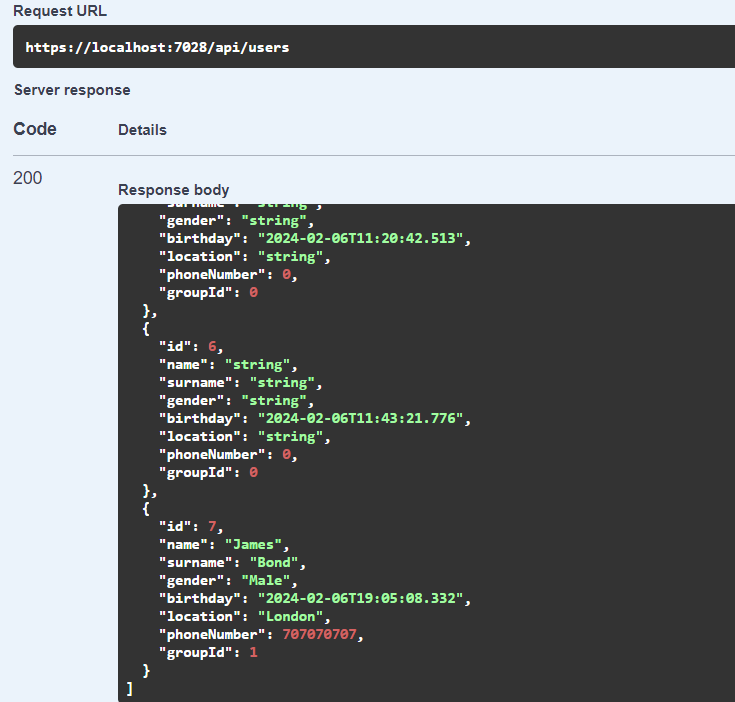 Request URL
https://localhost:7028/api/users
Server response
Code Details
200
Response body
"surname": "string",
"gender": "string",
"birthday": "2024-02-06T11:20:42.513",
"location": "string",
"phoneNumber": 0,
"groupId": 0
},
{
"id": 6,
"name": "string",
"surname": "string",
"gender": "string",
"birthday": "2024-02-06T11:43:21.776",
"location": "string",
"phoneNumber": 0,
"groupId": 0
},
{
"id": 7,
"name": "James",
"surname": "Bond",
"gender": "Male",
"birthday": "2024-02-06T19:05:08.332",
"location": "London",
"phoneNumber": 707070707,
"groupId": 1
}
]